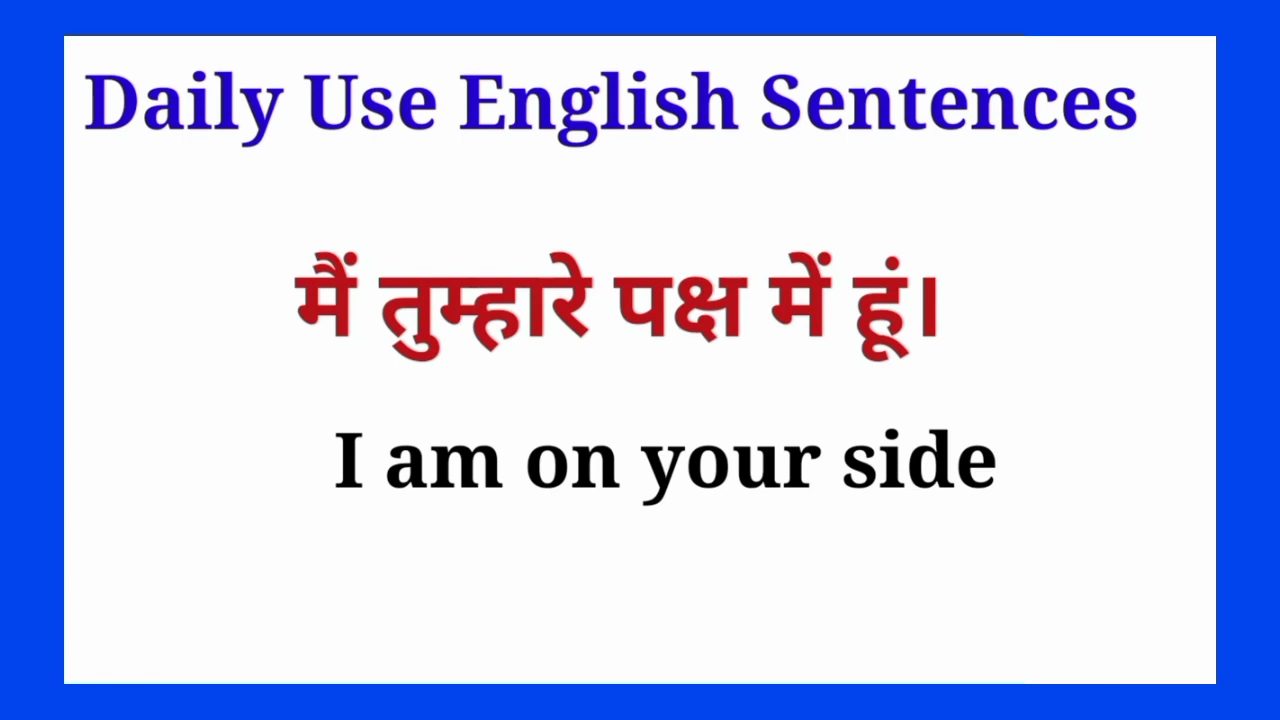 Daily Use English Sentences
मैं तुम्हारे पक्ष में हूं।
I am on your side